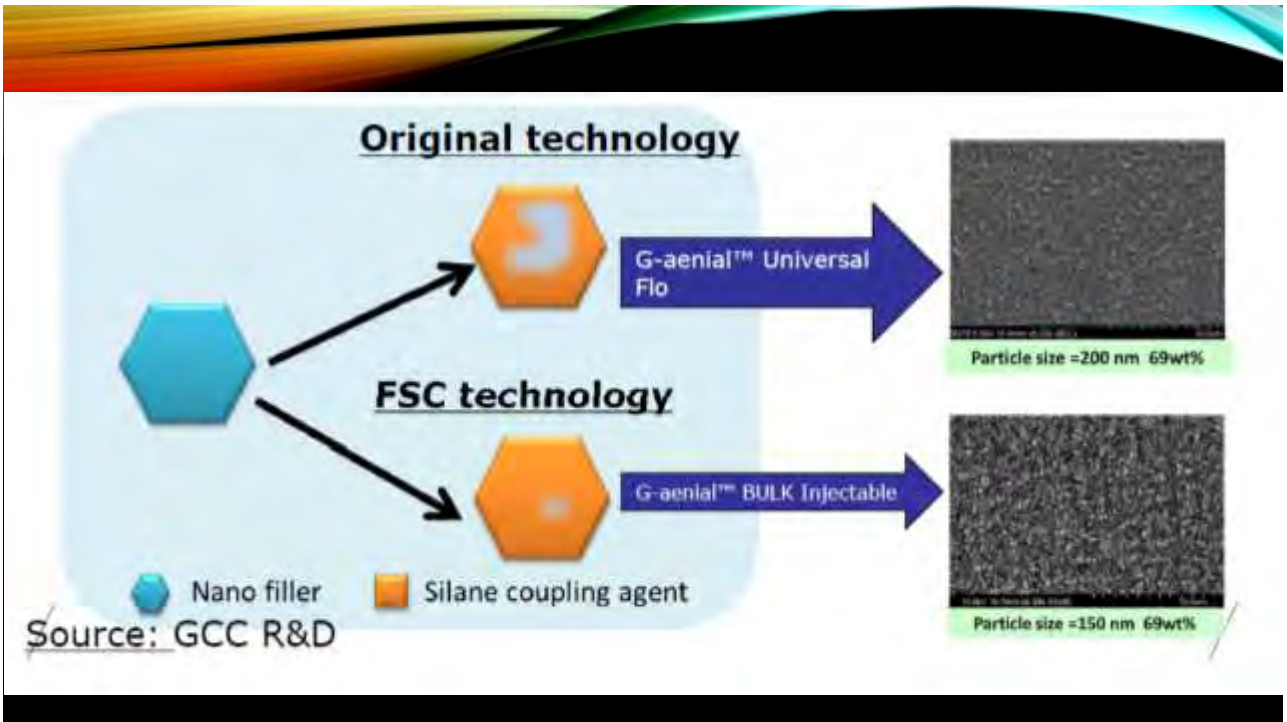 Original technology
G-aenial™ Universal
Flo
Particle size =200 nm 69wt%
FSC technology
G-aenial™ BULK Injectable
Nano filler
Silane coupling agent
Particle size =150 nm 69wt%
Source: GCC R&D